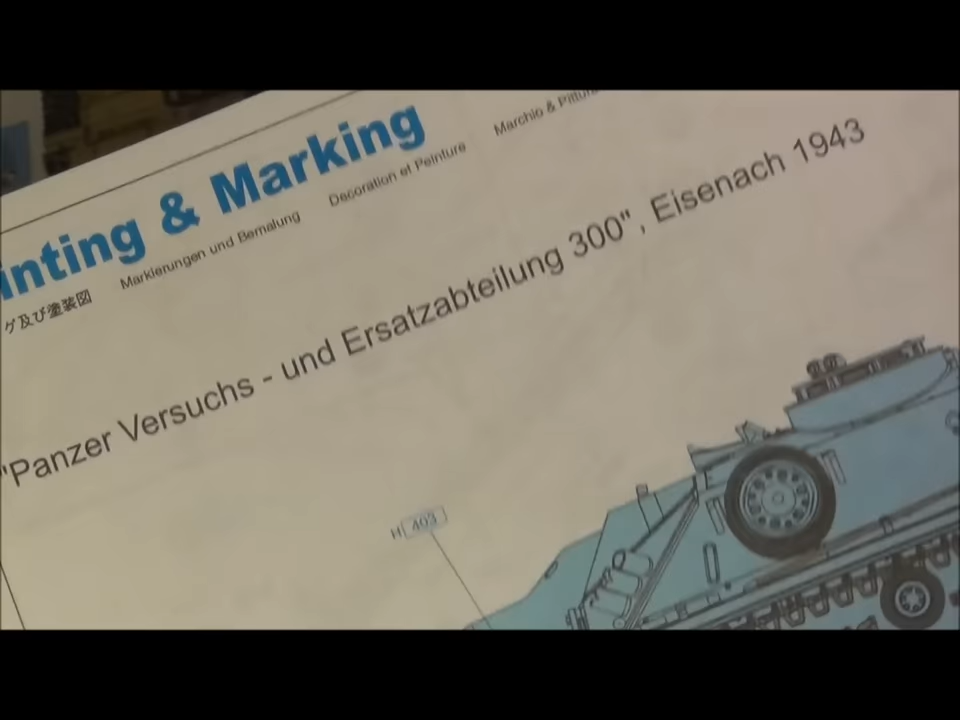 inting & Marking
グ及び塗装図 Markierungen und Bemalung Decoration et Peinture Marchio & Pittura
"Panzer Versuchs - und Ersatzabteilung 300", Eisenach 1943
H 403